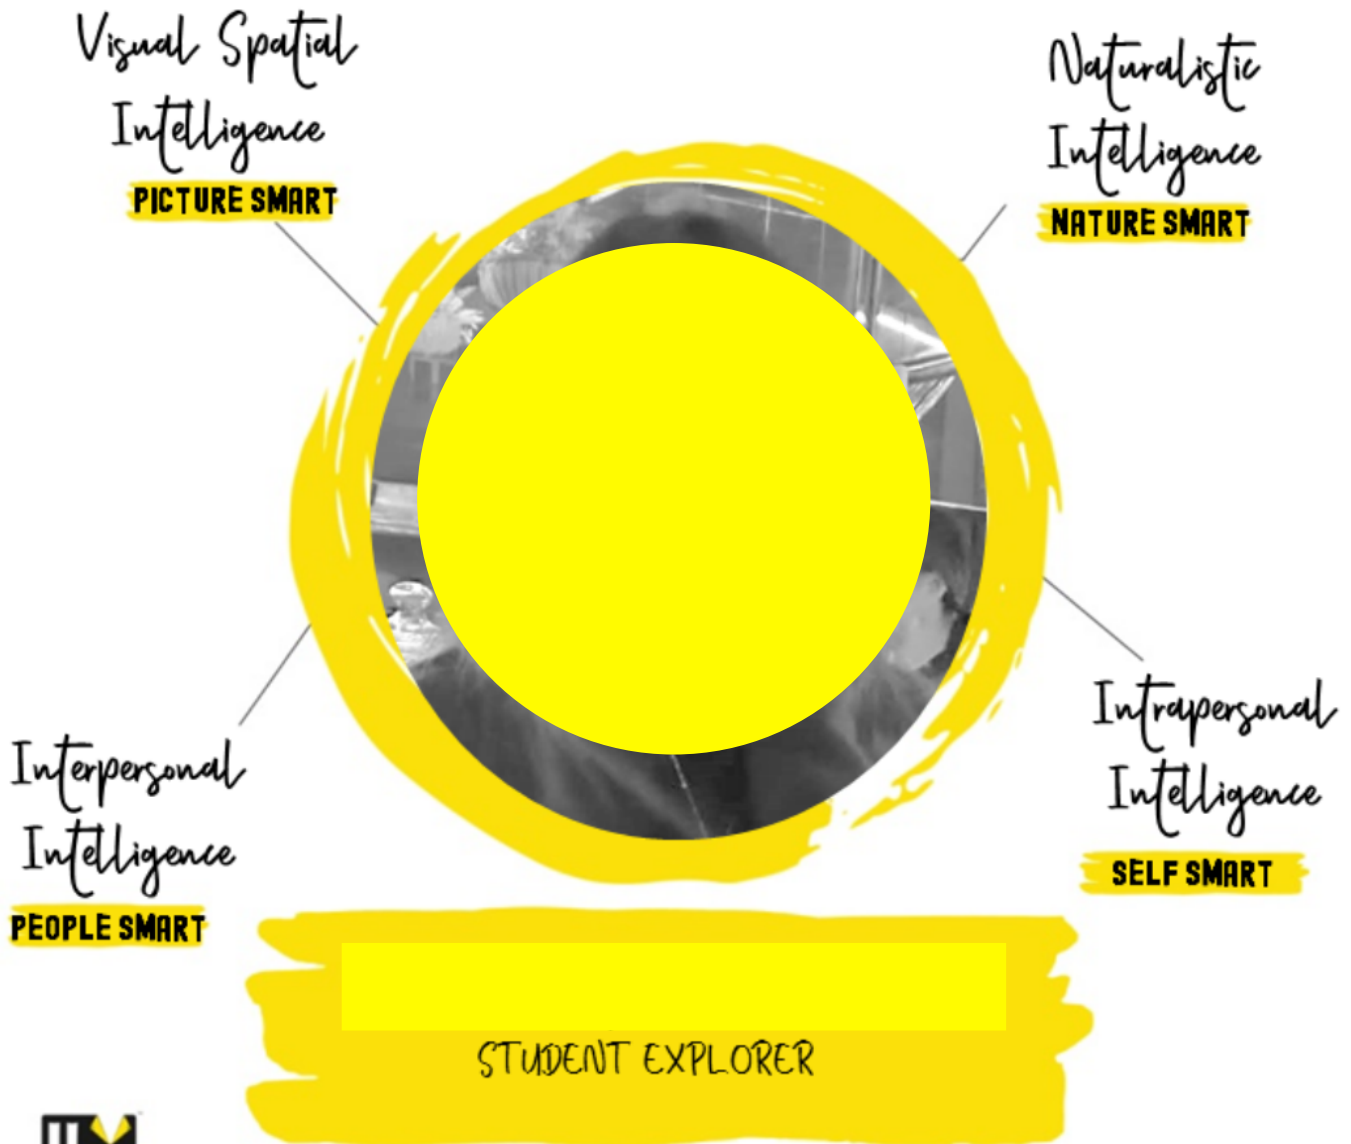 Visual Spatial
Intelligence
PICTURE SMART
Naturalistic
Intelligence
NATURE SMART
Interpersonal
Intelligence
PEOPLE SMART
Intrapersonal
Intelligence
SELF SMART
STUDENT EXPLORER